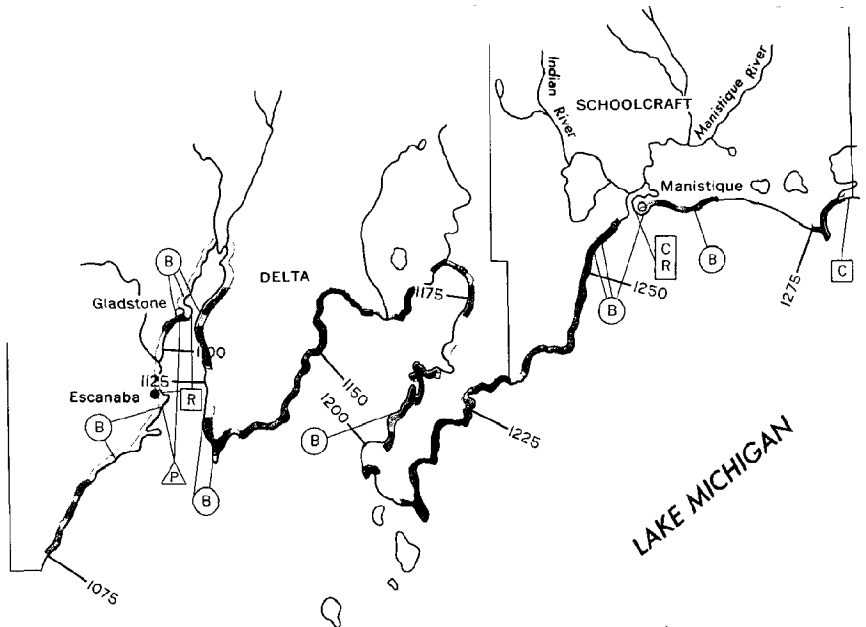 Indian
River
SCHOOLCRAFT
Manistique River
Manistique
B
DELTA
Gladstone
1175
C
R
B
C
1250
1275
B
1100
1125
Escanaba
R
1150
B
1200
B
1225
P
B
LAKE MICHIGAN
1075